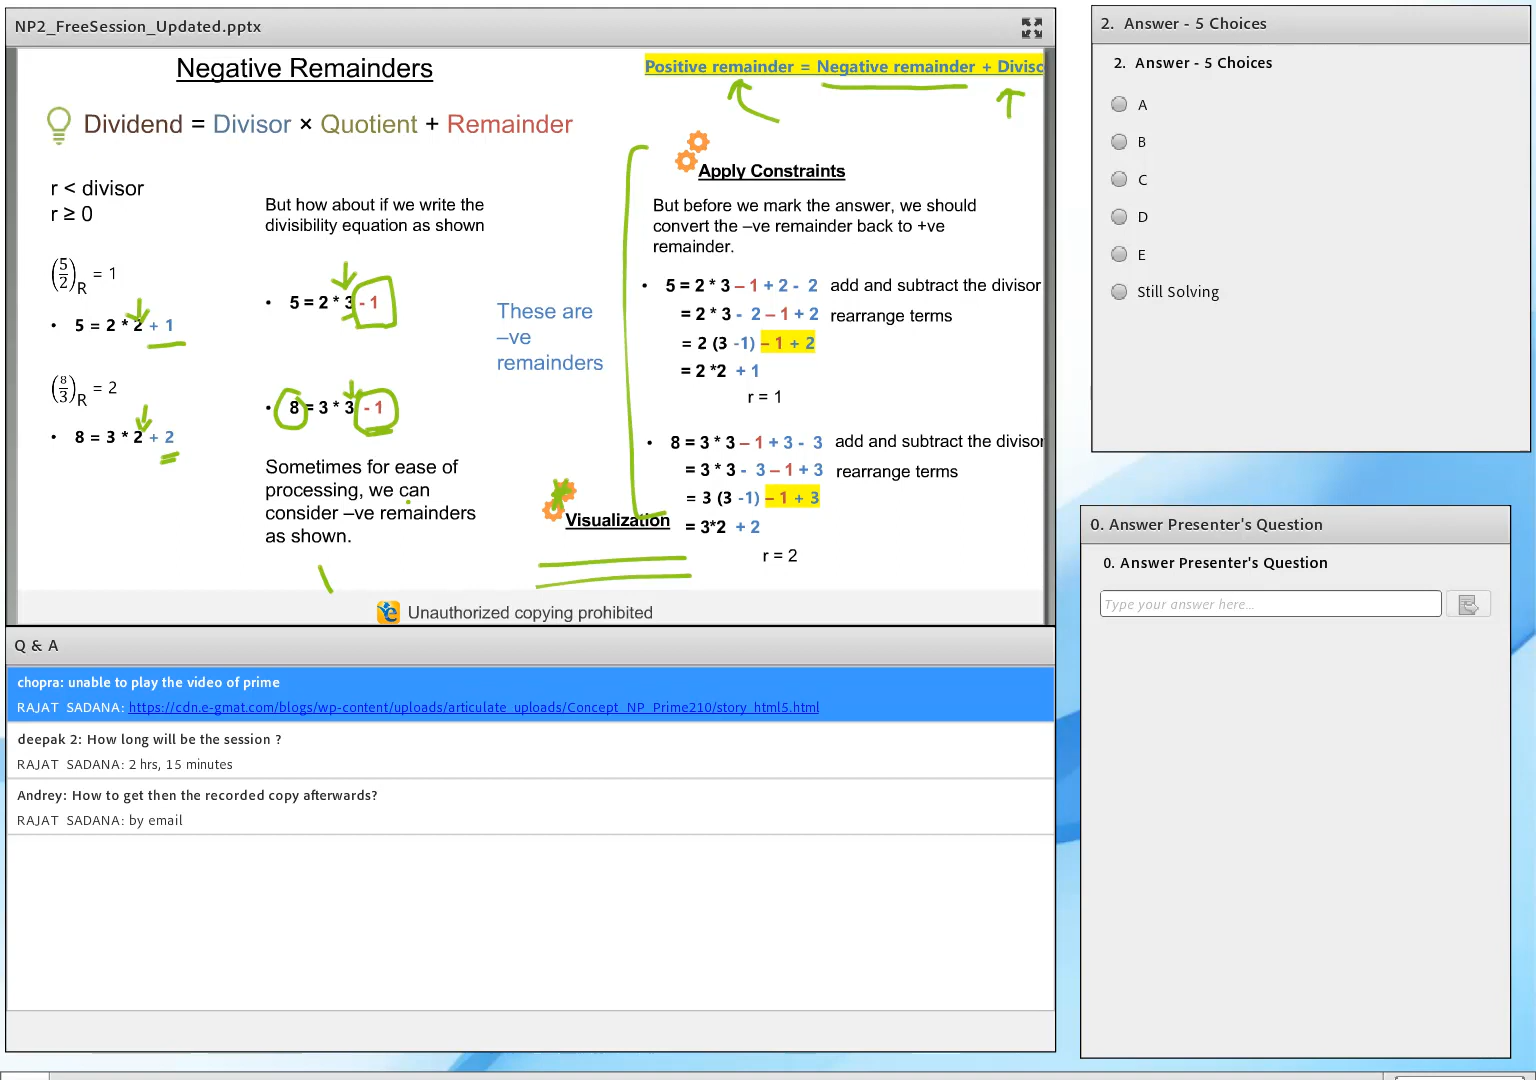 NP2_FreeSession_Updated.pptx
Negative Remainders
Positive remainder = Negative remainder + Diviso
Dividend = Divisor × Quotient + Remainder
r < divisor
r ≥ 0
(5/2)R = 1
• 5 = 2 * 2 + 1
(8/3)R = 2
• 8 = 3 * 2 + 2
But how about if we write the
divisibility equation as shown
• 5 = 2 * 3 - 1
• 8 = 3 * 3 - 1
These are
–ve
remainders
Sometimes for ease of
processing, we can
consider –ve remainders
as shown.
Visualization
Apply Constraints
But before we mark the answer, we should
convert the –ve remainder back to +ve
remainder.
• 5 = 2 * 3 – 1 + 2 - 2 add and subtract the divisor
= 2 * 3 - 2 – 1 + 2 rearrange terms
= 2 (3 -1) – 1 + 2
= 2 *2 + 1
r = 1
• 8 = 3 * 3 – 1 + 3 - 3 add and subtract the divisor
= 3 * 3 - 3 – 1 + 3 rearrange terms
= 3 (3 -1) – 1 + 3
= 3*2 + 2
r = 2
Unauthorized copying prohibited
Q & A
chopra: unable to play the video of prime
RAJAT SADANA: https://cdn.e-gmat.com/blogs/wp-content/uploads/articulate_uploads/Concept_NP_Prime210/story_html5.html
deepak 2: How long will be the session ?
RAJAT SADANA: 2 hrs, 15 minutes
Andrey: How to get then the recorded copy afterwards?
RAJAT SADANA: by email
2. Answer - 5 Choices
2. Answer - 5 Choices
A
B
C
D
E
Still Solving
0. Answer Presenter's Question
0. Answer Presenter's Question
Type your answer here...